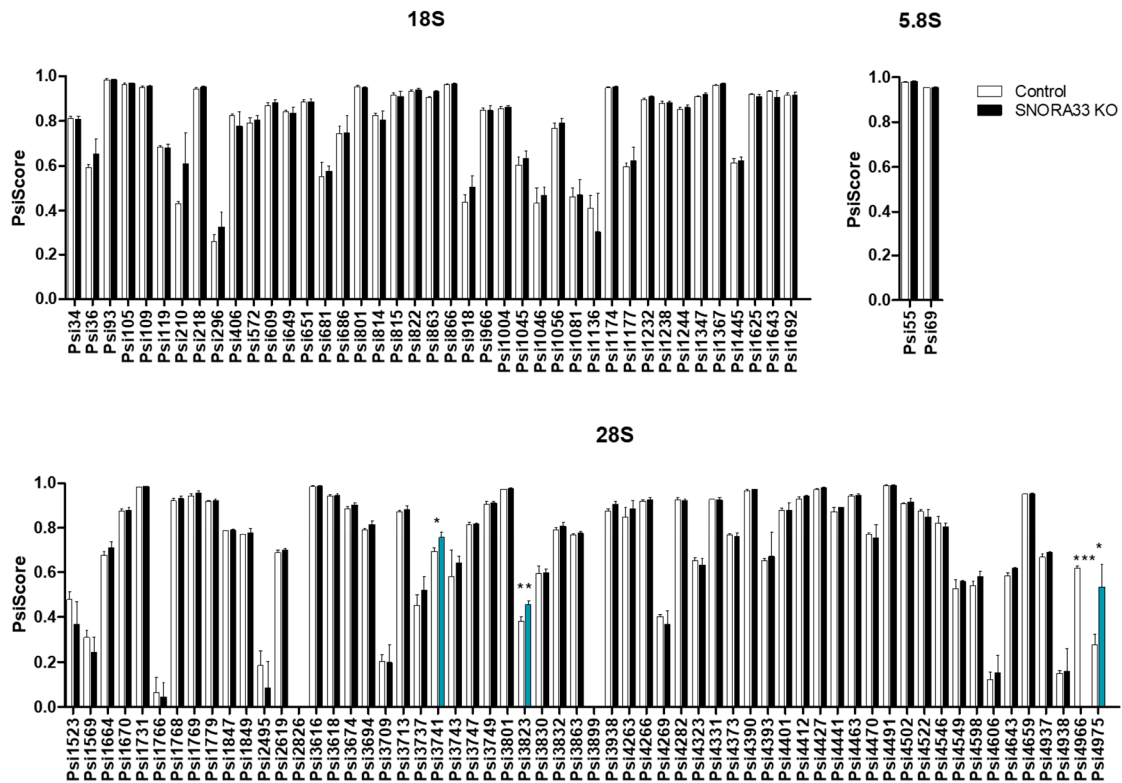 18S
5.8S
Control
SNORA33 KO
PsiScore
1.0
0.8
0.6
0.4
0.2
0.0
Psi34
Psi36
Psi93
Psi105
Psi109
Psi119
Psi210
Psi218
Psi296
Psi406
Psi572
Psi609
Psi649
Psi651
Psi681
Psi686
Psi801
Psi814
Psi815
Psi822
Psi863
Psi866
Psi918
Psi966
Psi1004
Psi1045
Psi1046
Psi1056
Psi1081
Psi1136
Psi1174
Psi1177
Psi1232
Psi1238
Psi1244
Psi1347
Psi1367
Psi1445
Psi1625
Psi1643
Psi1692
PsiScore
1.0
0.8
0.6
0.4
0.2
0.0
Psi55
Psi69
28S
PsiScore
1.0
0.8
0.6
0.4
0.2
0.0
*
**
***
*
Psi1523
Psi1569
Psi1664
Psi1670
Psi1731
Psi1766
Psi1768
Psi1769
Psi1779
Psi1847
Psi1849
Psi2495
Psi2619
Psi2826
Psi3616
Psi3618
Psi3674
Psi3694
Psi3709
Psi3713
Psi3737
Psi3741
Psi3743
Psi3747
Psi3749
Psi3801
Psi3823
Psi3830
Psi3832
Psi3863
Psi3899
Psi3938
Psi4263
Psi4266
Psi4269
Psi4282
Psi4323
Psi4331
Psi4373
Psi4390
Psi4393
Psi4401
Psi4412
Psi4427
Psi4441
Psi4463
Psi4470
Psi4491
Psi4502
Psi4522
Psi4546
Psi4549
Psi4598
Psi4606
Psi4643
Psi4659
Psi4937
Psi4938
Psi4966
Psi4975